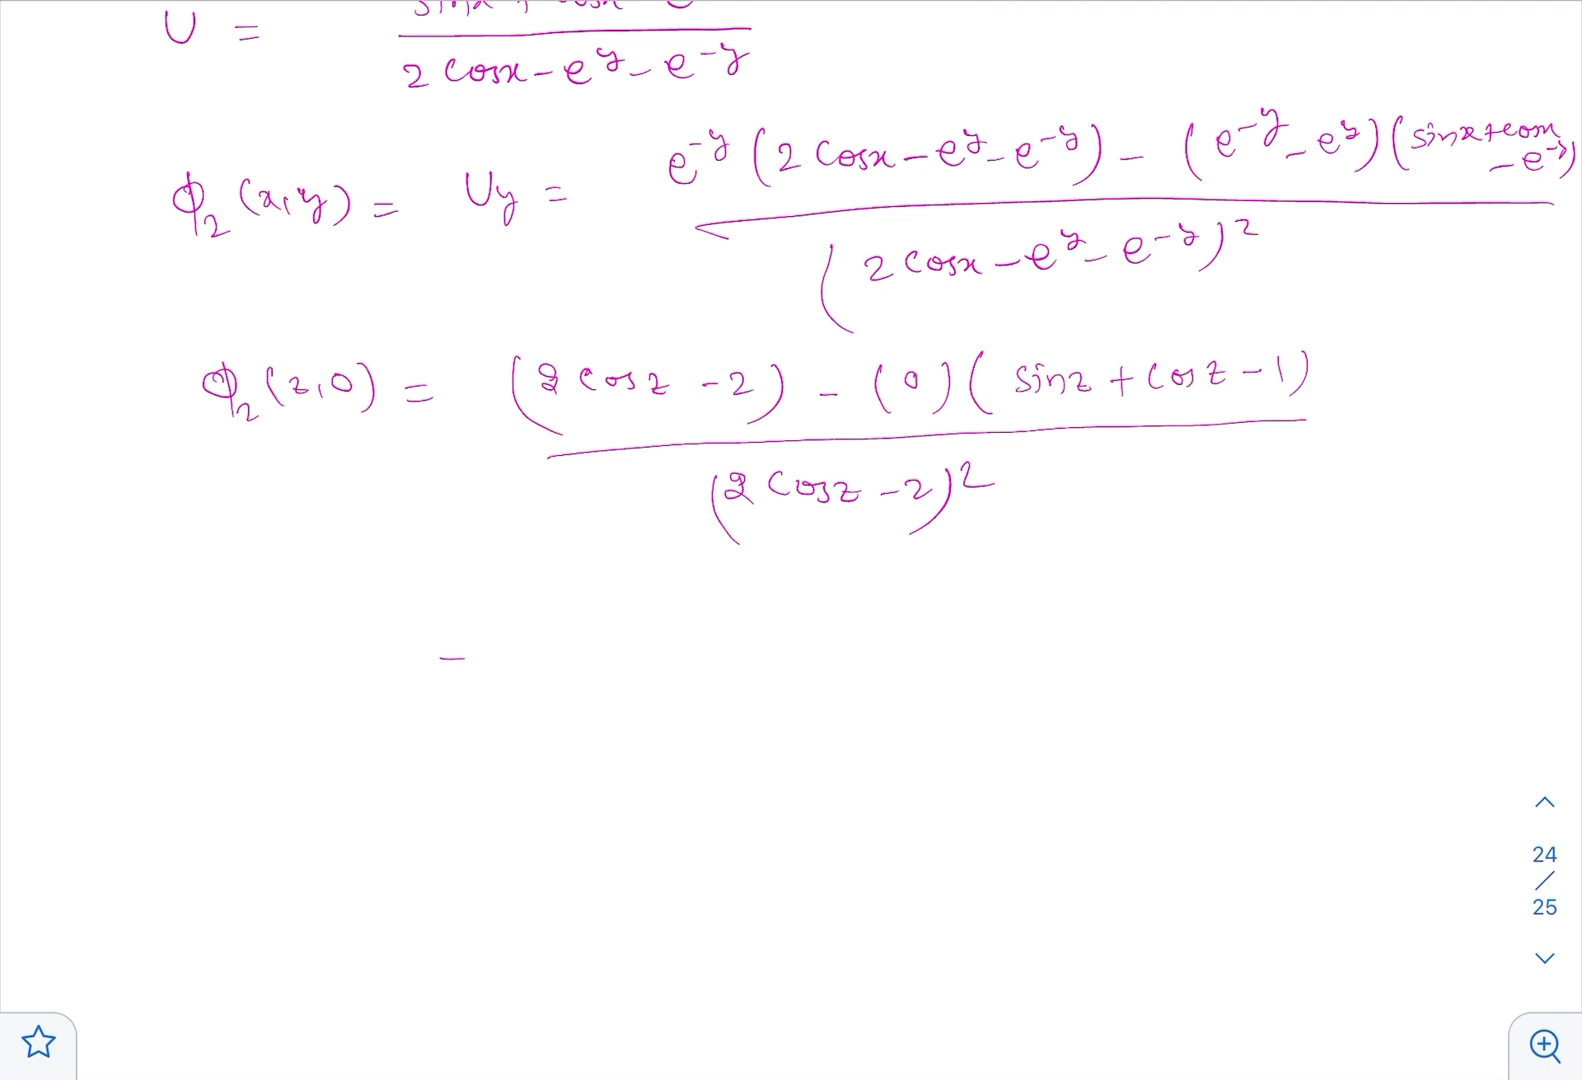 U =
2 cosx - e^y - e^-y
ϕ₂ (x,y) = Uy = e^-y (2 cosx - e^y - e^-y) - (e^-y - e^y)(sinx + cosx - e^-y)
(2 cosx - e^y - e^-y)²
ϕ₂ (z,0) = (2 cosz - 2) - (0)(sinz + cosz - 1)
(2 cosz - 2)²
-
24
/
25